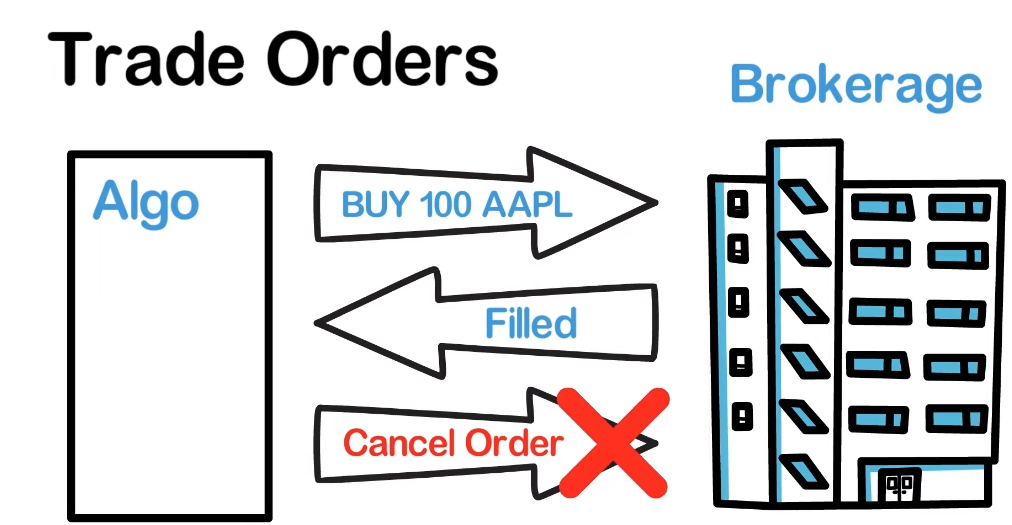 Trade Orders
Brokerage
Algo
BUY 100 AAPL
Filled
Cancel Order